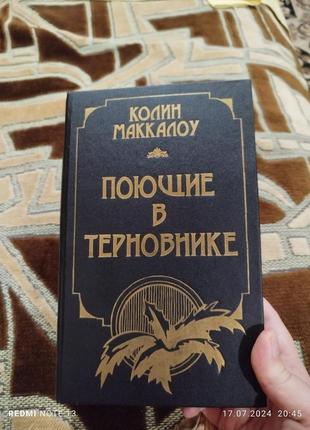 КОЛИН
МАККАЛОУ
ПОЮЩИЕ
В
ТЕРНОВНИКЕ
REDMI NOTE 13
17.07.2024 20:45